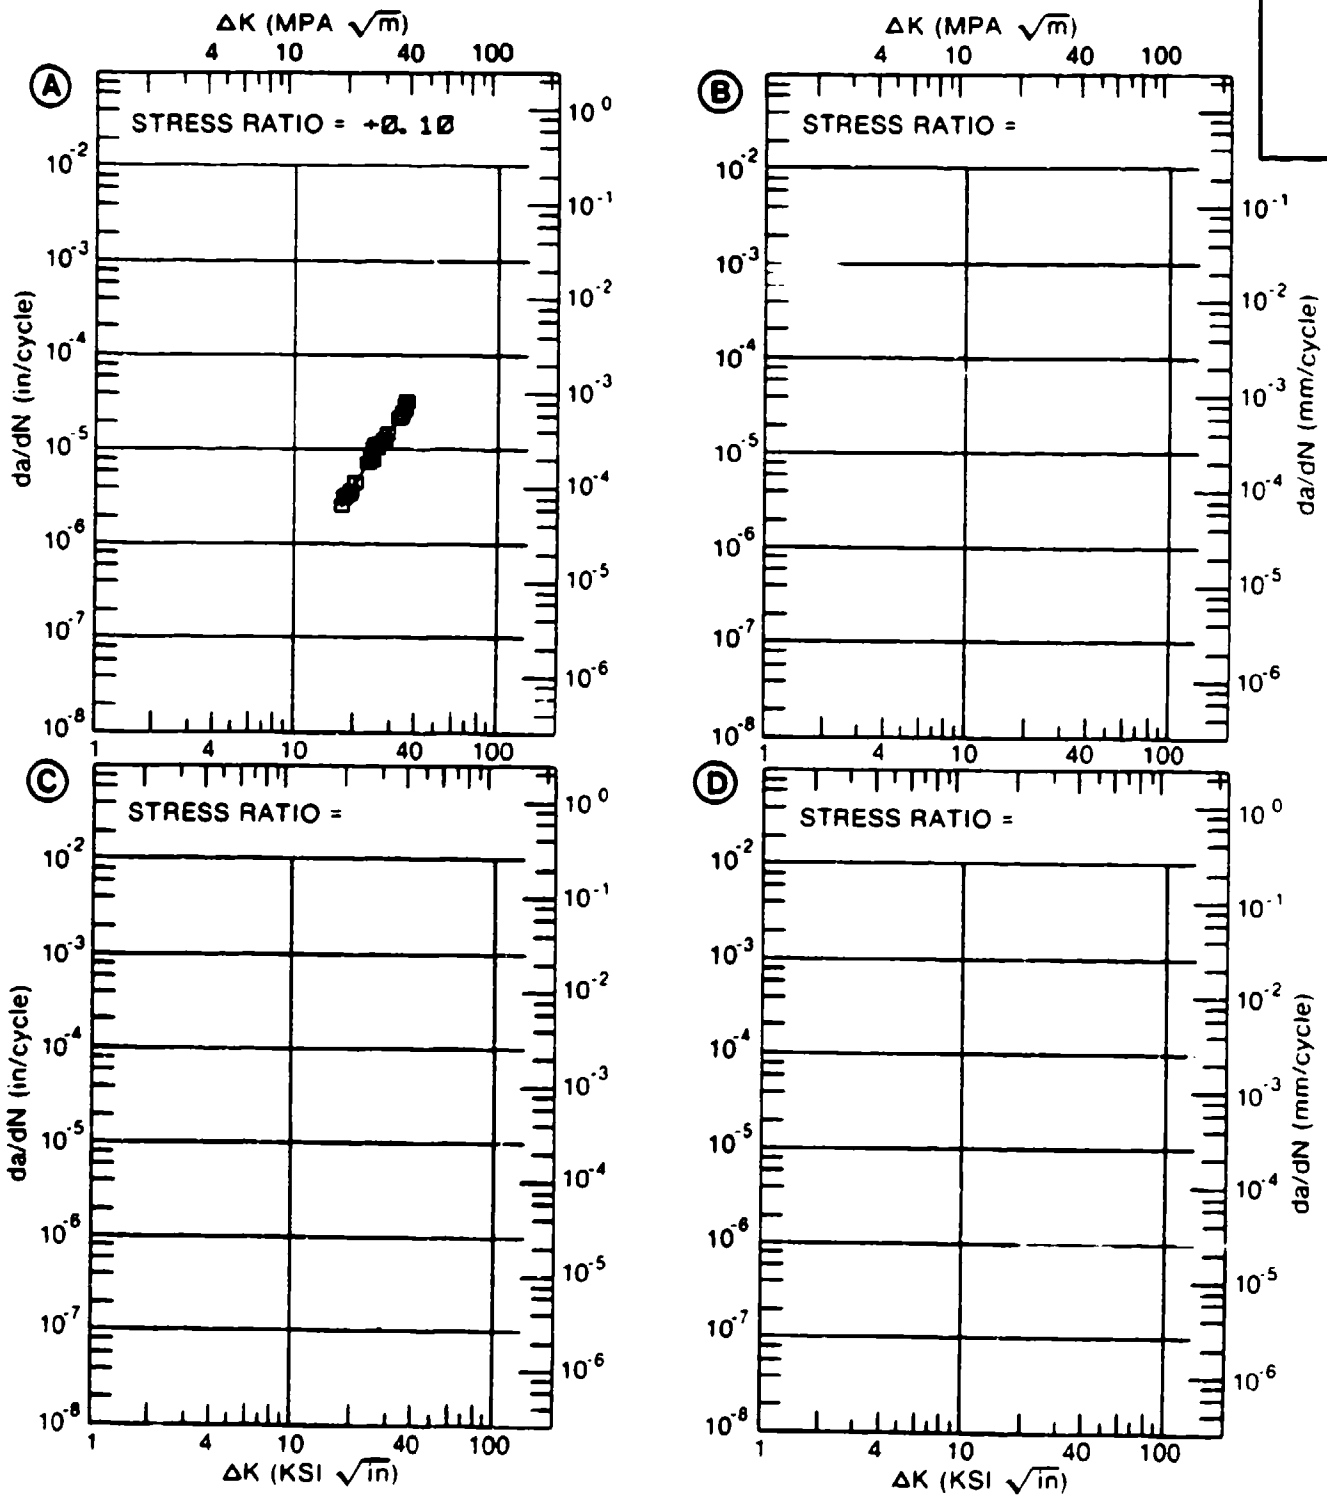 ΔK (MPA √m)
4 10 40 100
A
STRESS RATIO = +0.10
10⁰
10⁻²
10⁻¹
10⁻³
10⁻²
10⁻⁴
10⁻³
10⁻⁵
10⁻⁴
10⁻⁶
10⁻⁵
10⁻⁷
10⁻⁶
10⁻⁸
1 4 10 40 100
da/dN (in/cycle)
ΔK (MPA √m)
4 10 40 100
B
STRESS RATIO =
10⁻²
10⁻¹
10⁻³
10⁻²
10⁻⁴
10⁻³
10⁻⁵
10⁻⁴
10⁻⁶
10⁻⁵
10⁻⁷
10⁻⁶
10⁻⁸
1 4 10 40 100
da/dN (mm/cycle)
C
STRESS RATIO =
10⁰
10⁻²
10⁻¹
10⁻³
10⁻²
10⁻⁴
10⁻³
10⁻⁵
10⁻⁴
10⁻⁶
10⁻⁵
10⁻⁷
10⁻⁶
10⁻⁸
1 4 10 40 100
ΔK (KSI √in)
da/dN (in/cycle)
D
STRESS RATIO =
10⁰
10⁻²
10⁻¹
10⁻³
10⁻²
10⁻⁴
10⁻³
10⁻⁵
10⁻⁴
10⁻⁶
10⁻⁵
10⁻⁷
10⁻⁶
10⁻⁸
1 4 10 40 100
ΔK (KSI √in)
da/dN (mm/cycle)